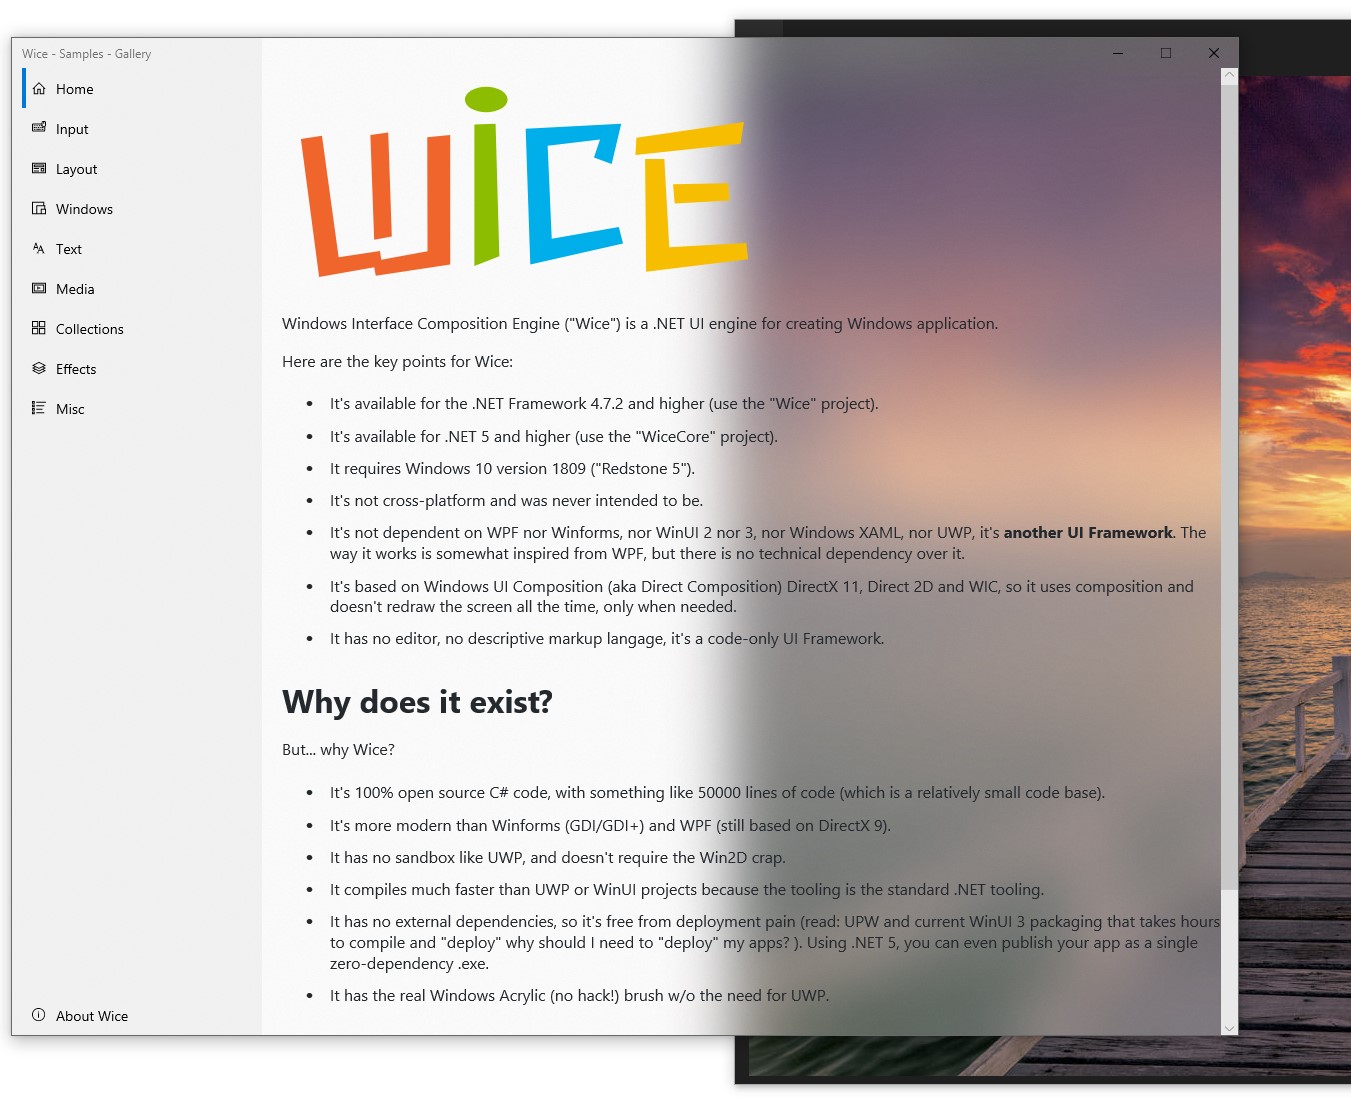 Wice - Samples - Gallery
Home
Input
Layout
Windows
Text
Media
Collections
Effects
Misc
About Wice
WiCE
Windows Interface Composition Engine ("Wice") is a .NET UI engine for creating Windows application.
Here are the key points for Wice:
• It's available for the .NET Framework 4.7.2 and higher (use the "Wice" project).
• It's available for .NET 5 and higher (use the "WiceCore" project).
• It requires Windows 10 version 1809 ("Redstone 5").
• It's not cross-platform and was never intended to be.
• It's not dependent on WPF nor Winforms, nor WinUI 2 nor 3, nor Windows XAML, nor UWP, it's another UI Framework. The
way it works is somewhat inspired from WPF, but there is no technical dependency over it.
• It's based on Windows UI Composition (aka Direct Composition) DirectX 11, Direct 2D and WIC, so it uses composition and
doesn't redraw the screen all the time, only when needed.
• It has no editor, no descriptive markup langage, it's a code-only UI Framework.
Why does it exist?
But... why Wice?
• It's 100% open source C# code, with something like 50000 lines of code (which is a relatively small code base).
• It's more modern than Winforms (GDI/GDI+) and WPF (still based on DirectX 9).
• It has no sandbox like UWP, and doesn't require the Win2D crap.
• It compiles much faster than UWP or WinUI projects because the tooling is the standard .NET tooling.
• It has no external dependencies, so it's free from deployment pain (read: UPW and current WinUI 3 packaging that takes hours
to compile and "deploy" why should I need to "deploy" my apps? ). Using .NET 5, you can even publish your app as a single
zero-dependency .exe.
• It has the real Windows Acrylic (no hack!) brush w/o the need for UWP.